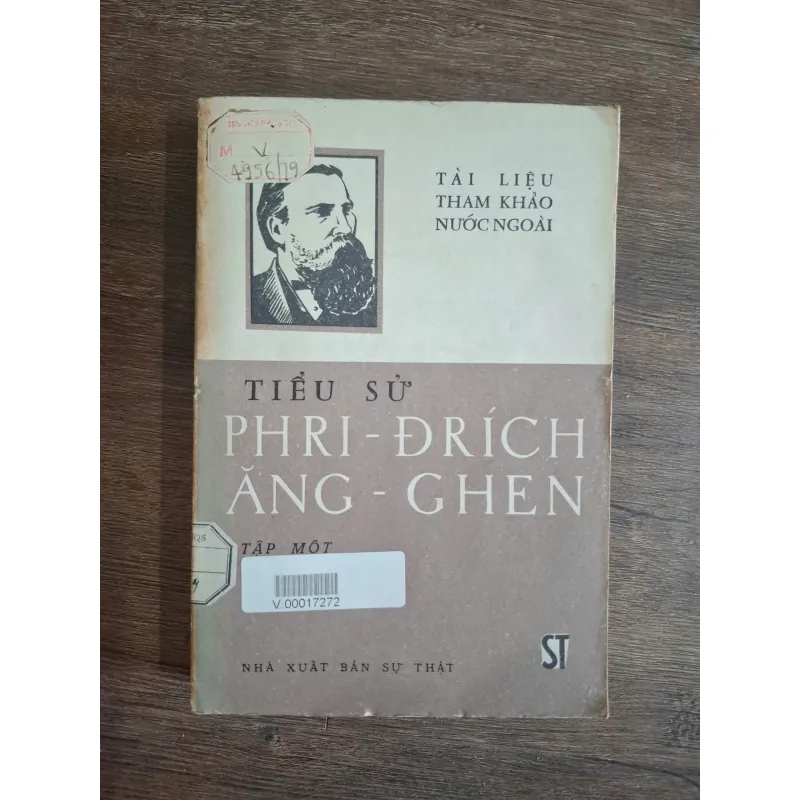 M V
4956/79
TÀI LIỆU
THAM KHẢO
NƯỚC NGOÀI
TIỂU SỬ
PHRI - ĐRÍCH
ĂNG - GHEN
TẬP MỘT
QS
V.00017272
NHÀ XUẤT BẢN SỰ THẬT
ST